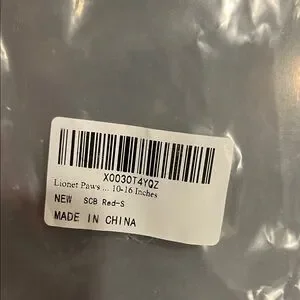 X0030T4YQZ
Lionet Paws ... 10-16 Inches
NEW SCB Red-S
MADE IN CHINA